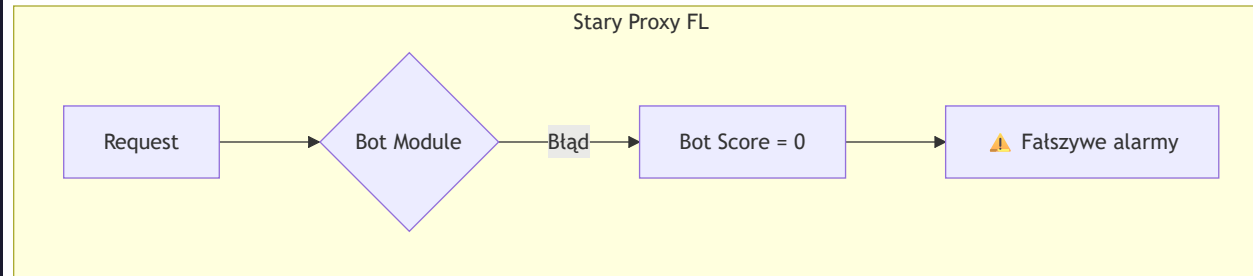 Stary Proxy FL
Request
Bot Module
Błąd
Bot Score = 0
⚠️ Fałszywe alarmy